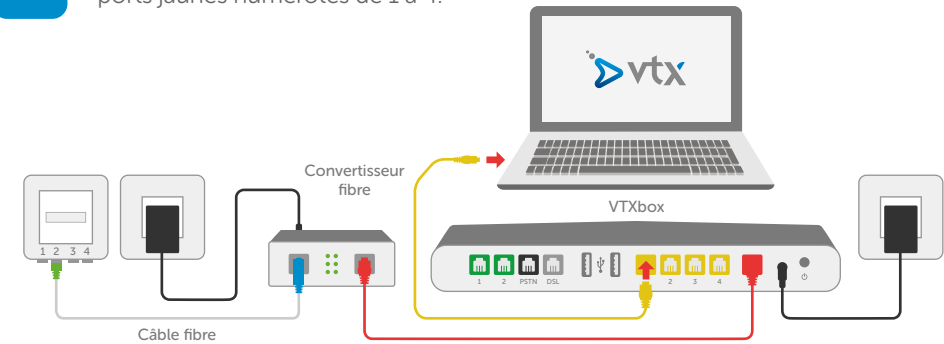 ports jaunes numérotés de 1 à 4.
vtx
Convertisseur
fibre
VTXbox
1 2 3 4
1 2 PSTN DSL 2 3 4
Câble fibre